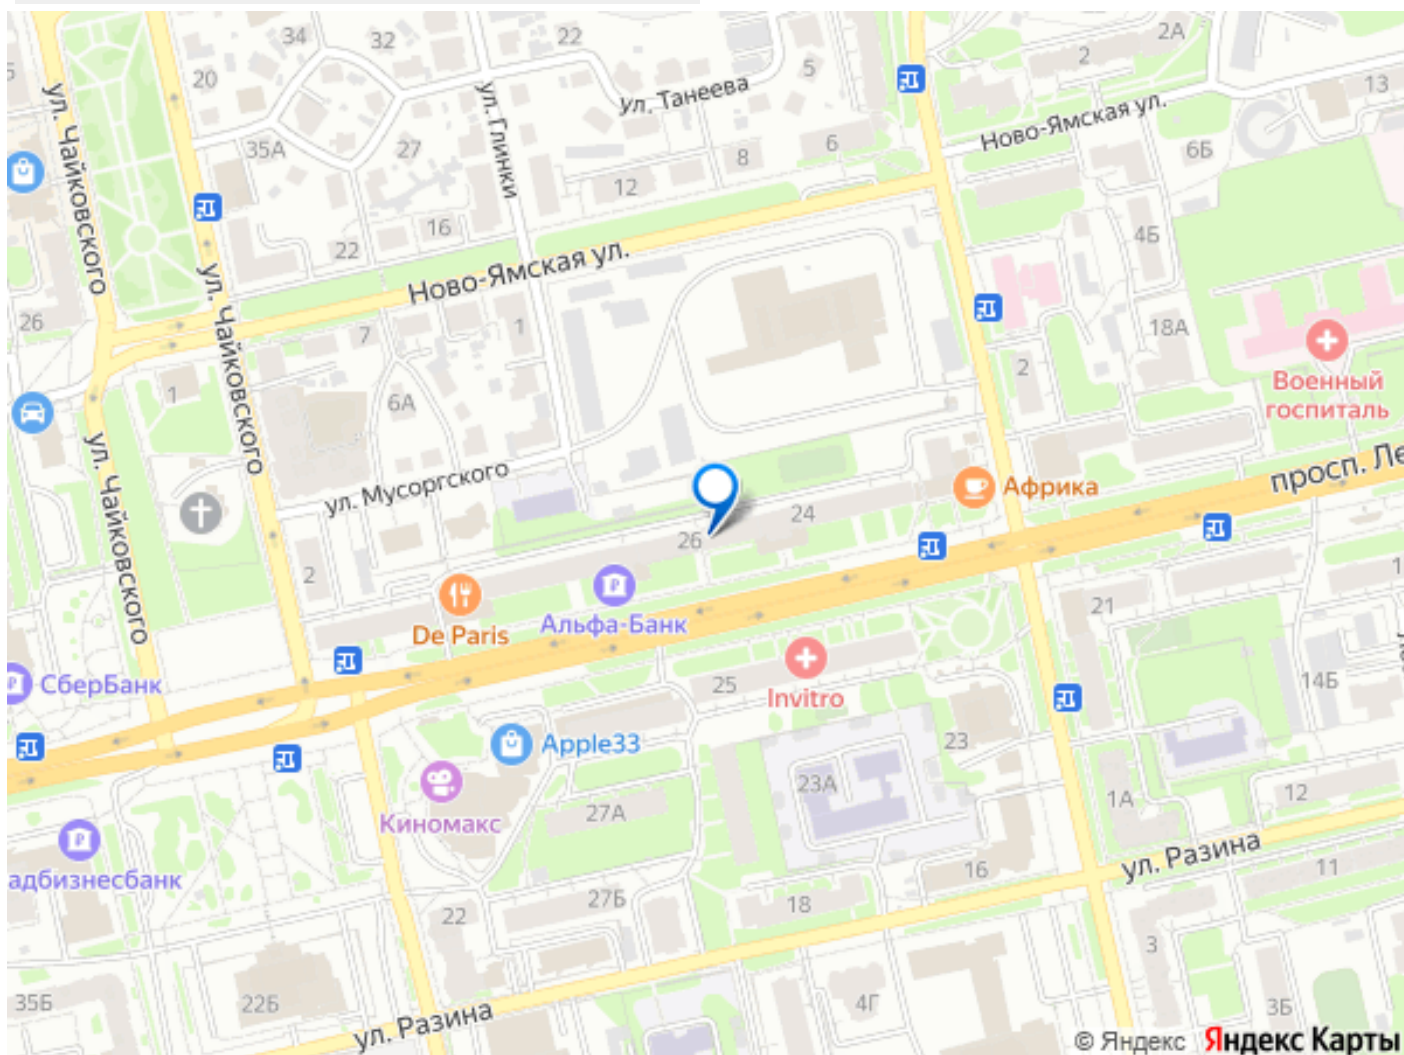 34
32
22
2А
2
20
5
13
ул. Чайковского
ул. Глинки
ул. Танеева
Ново-Ямская ул.
35А
27
8
6
6Б
12
16
22
4Б
ул. Чайковского
Ново-Ямская ул.
26
7
1
18А
1
6А
2
Военный
госпиталь
ул. Чайковского
ул. Мусоргского
Африка
просп. Ле
24
26
2
De Paris
Альфа-Банк
21
1
СберБанк
25
Invitro
14Б
Apple33
23
23А
Киномакс
27А
1А
12
адбизнесбанк
ул. Разина
16
11
27Б
18
22
3
35Б
22Б
4Г
3Б
ул. Разина
© Яндекс Яндекс Карты